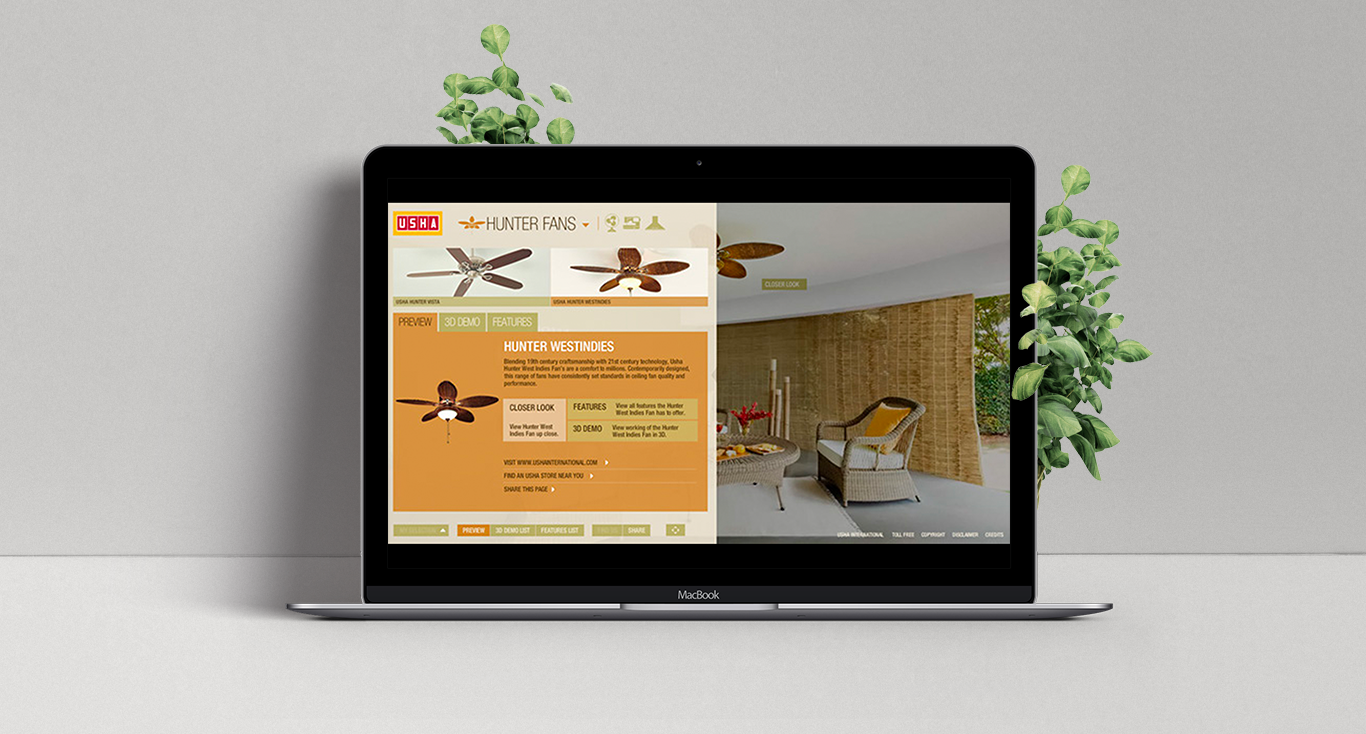 USHA
HUNTER FANS
USHA HUNTER VISTA
USHA HUNTER WESTINDIES
CLOSER LOOK
PREVIEW
3D DEMO
FEATURES
HUNTER WESTINDIES
Blending 19th century craftsmanship with 21st century technology, Usha
Hunter West Indies Fan's are a comfort to millions. Contemporarily designed,
this range of fans have consistently set standards in ceiling fan quality and
performance.
CLOSER LOOK
View Hunter West
Indies Fan up close.
FEATURES
View all features the Hunter
West Indies Fan has to offer.
3D DEMO
View working of the Hunter
West Indies Fan in 3D.
VISIT WWW.USHAINTERNATIONAL.COM
FIND AN USHA STORE NEAR YOU
SHARE THIS PAGE
PREVIEW
3D DEMO LIST
FEATURES LIST
SHARE
USHA INTERNATIONAL
TOLL FREE
COPYRIGHT
DISCLAIMER
CREDITS
MacBook